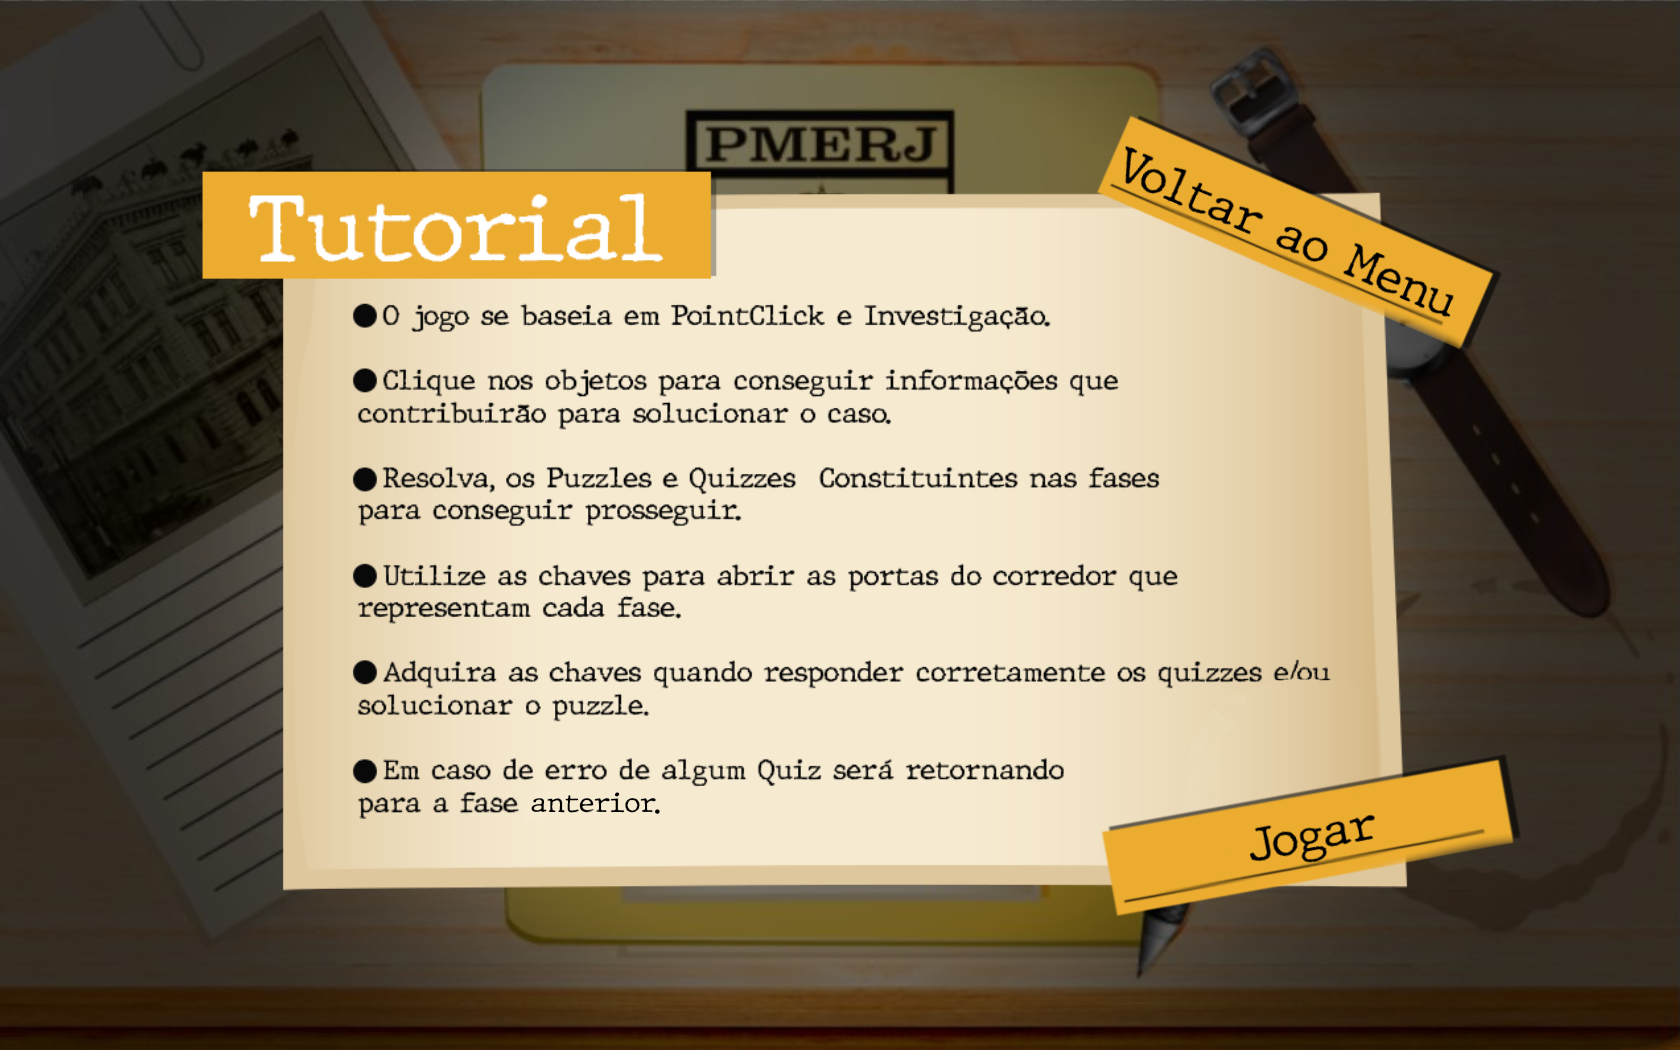 PMERJ
Tutorial
Voltar ao Menu
●O jogo se baseia em PointClick e Investigação.
●Clique nos objetos para conseguir informações que
contribuirão para solucionar o caso.
●Resolva, os Puzzles e Quizzes  Constituintes nas fases
para conseguir prosseguir.
●Utilize as chaves para abrir as portas do corredor que
representam cada fase.
●Adquira as chaves quando responder corretamente os quizzes e/ou
solucionar o puzzle.
●Em caso de erro de algum Quiz será retornando
para a fase anterior.
Jogar